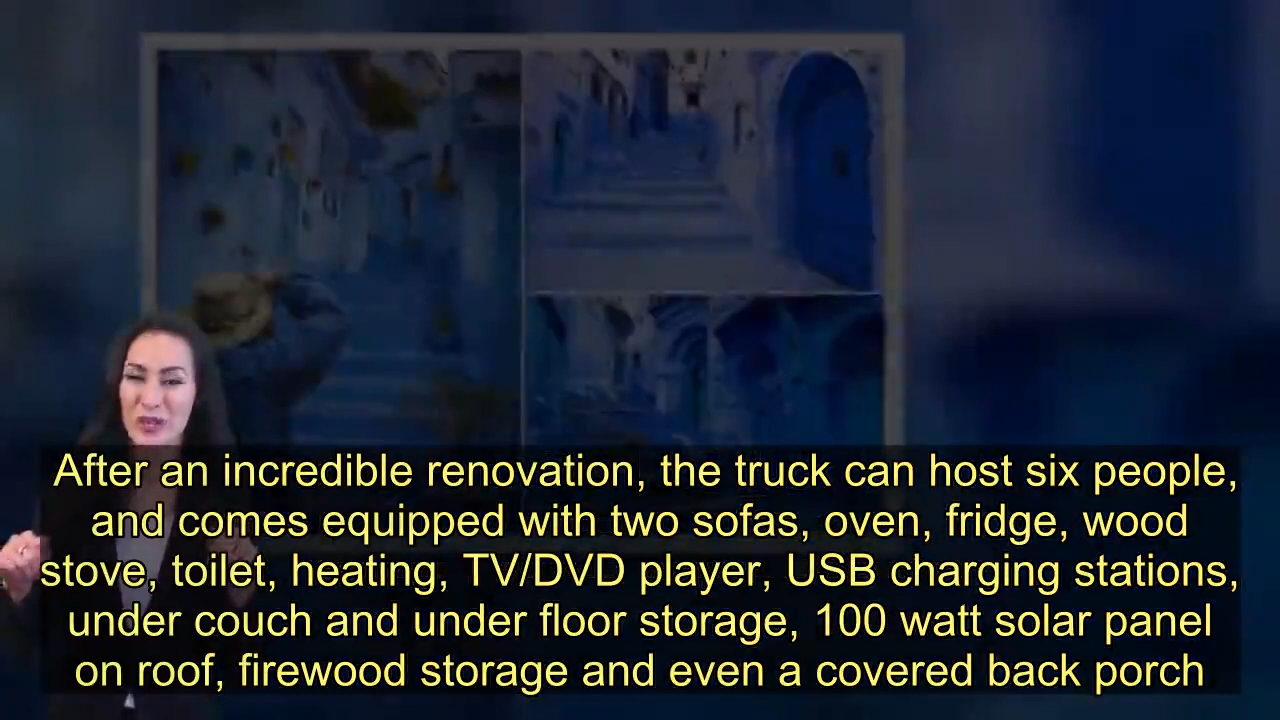 After an incredible renovation, the truck can host six people,
and comes equipped with two sofas, oven, fridge, wood
stove, toilet, heating, TV/DVD player, USB charging stations,
under couch and under floor storage, 100 watt solar panel
on roof, firewood storage and even a covered back porch